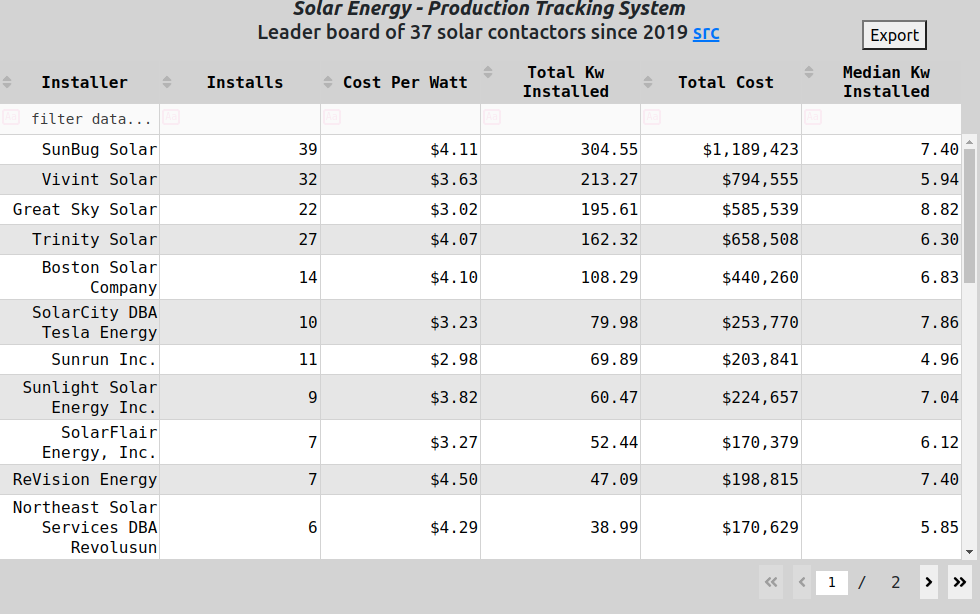 Solar Energy - Production Tracking System
Leader board of 37 solar contactors since 2019 src
Export
Installer Installs Cost Per Watt Total Kw Installed Total Cost Median Kw Installed
Aa filter data... Aa Aa Aa Aa Aa
SunBug Solar 39 $4.11 304.55 $1,189,423 7.40
Vivint Solar 32 $3.63 213.27 $794,555 5.94
Great Sky Solar 22 $3.02 195.61 $585,539 8.82
Trinity Solar 27 $4.07 162.32 $658,508 6.30
Boston Solar Company 14 $4.10 108.29 $440,260 6.83
SolarCity DBA Tesla Energy 10 $3.23 79.98 $253,770 7.86
Sunrun Inc. 11 $2.98 69.89 $203,841 4.96
Sunlight Solar Energy Inc. 9 $3.82 60.47 $224,657 7.04
SolarFlair Energy, Inc. 7 $3.27 52.44 $170,379 6.12
ReVision Energy 7 $4.50 47.09 $198,815 7.40
Northeast Solar Services DBA Revolusun 6 $4.29 38.99 $170,629 5.85
« ‹ 1 / 2 › »